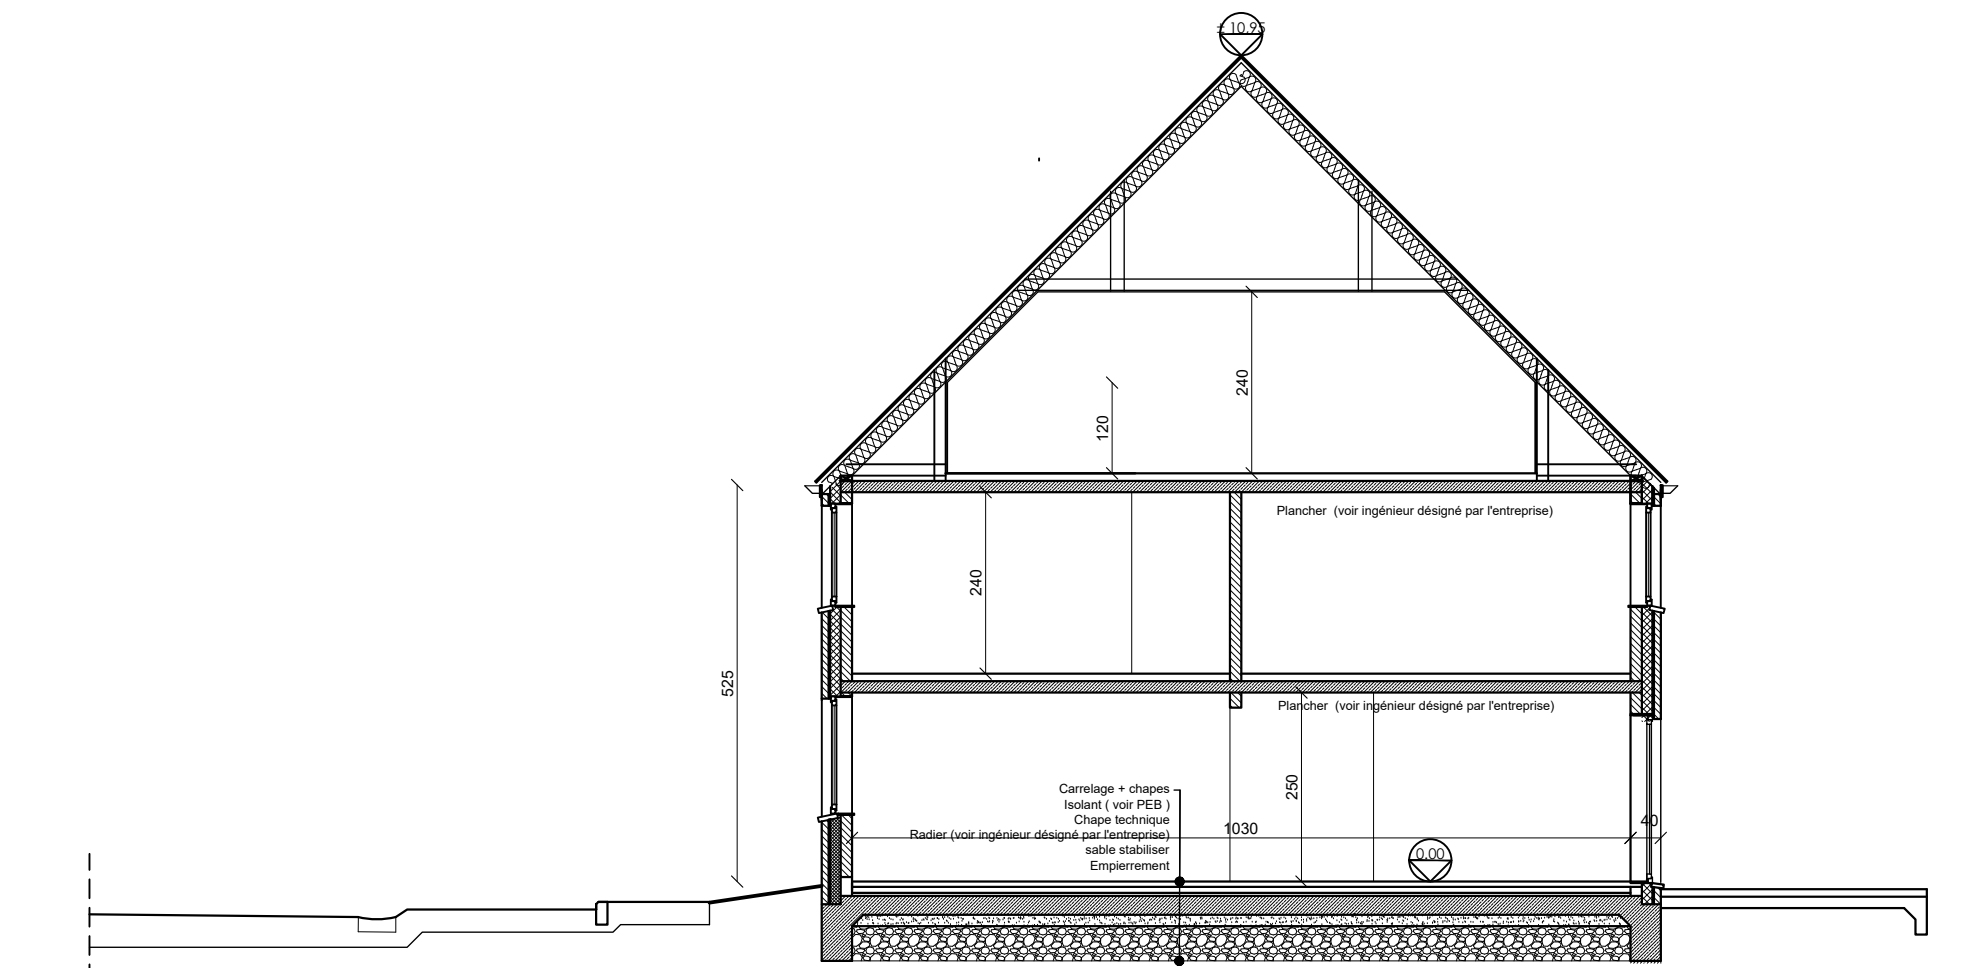 ± 10.95
240
120
Plancher (voir ingénieur désigné par l'entreprise)
240
525
Plancher (voir ingénieur désigné par l'entreprise)
250
Carrelage + chapes
Isolant ( voir PEB )
Chape technique
Radier (voir ingénieur désigné par l'entreprise)
sable stabiliser
Empierrement
1030
40
0.00